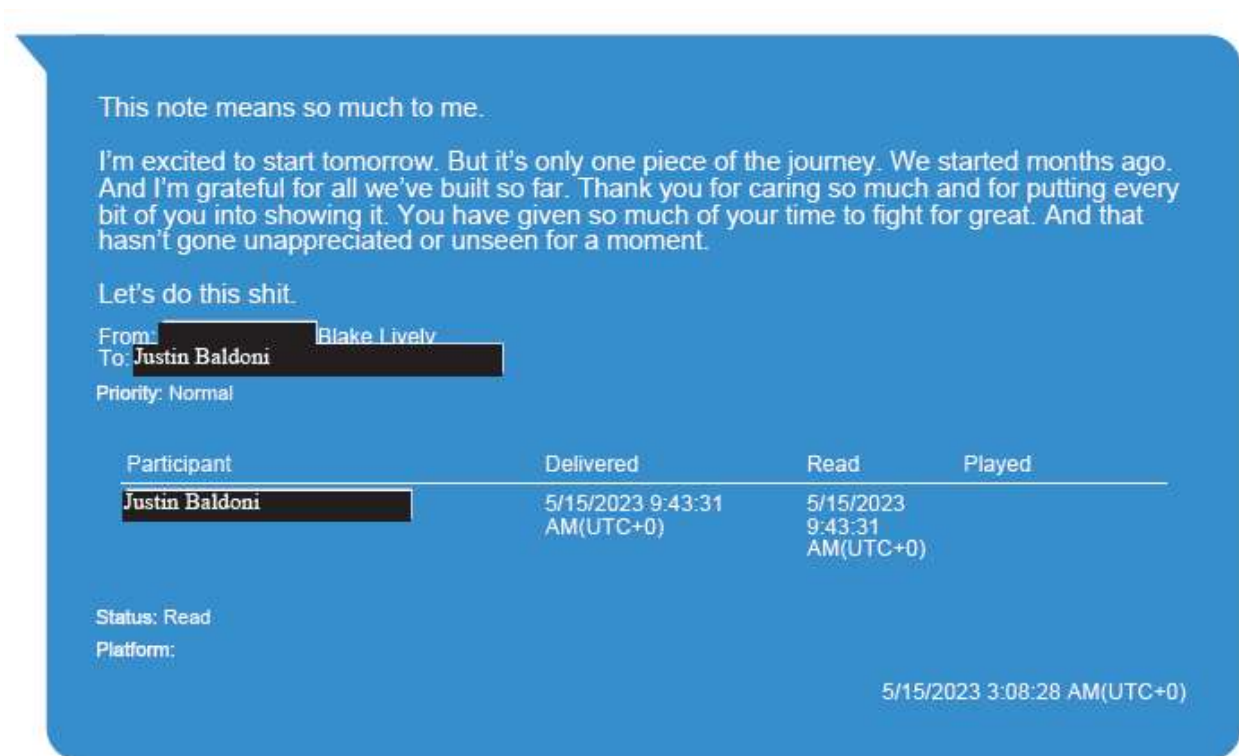 This note means so much to me.
I'm excited to start tomorrow. But it's only one piece of the journey. We started months ago.
And I'm grateful for all we've built so far. Thank you for caring so much and for putting every
bit of you into showing it. You have given so much of your time to fight for great. And that
hasn't gone unappreciated or unseen for a moment.
Let's do this shit.
From: Blake Lively
To: Justin Baldoni
Priority: Normal
Participant Delivered Read Played
Justin Baldoni 5/15/2023 9:43:31 5/15/2023
AM(UTC+0) 9:43:31
AM(UTC+0)
Status: Read
Platform:
5/15/2023 3:08:28 AM(UTC+0)